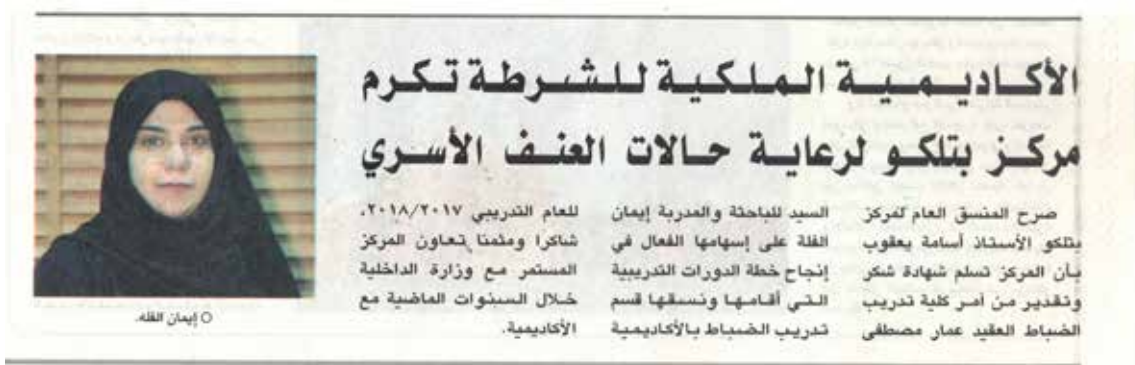 الأكاديمية الملكية للشرطة تكرم
مركز بتلكو لرعاية حالات العنف الأسري
صرح المنسق العام لمركز
بتلكو الأستاذ أسامة يعقوب
بأن المركز تسلم شهادة شكر
وتقدير من آمر كلية تدريب
الضباط العقيد عمار مصطفى
السيد للباحثة والمدربة إيمان
الفلة على إسهامها الفعال في
إنجاح خطة الدورات التدريبية
التي أقامها ونسقها قسم
تدريب الضباط بالأكاديمية
للعام التدريبي ٢٠١٨/٢٠١٧،
شاكرا ومثمنا تعاون المركز
المستمر مع وزارة الداخلية
خلال السنوات الماضية مع
الأكاديمية.
○ إيمان الفله.